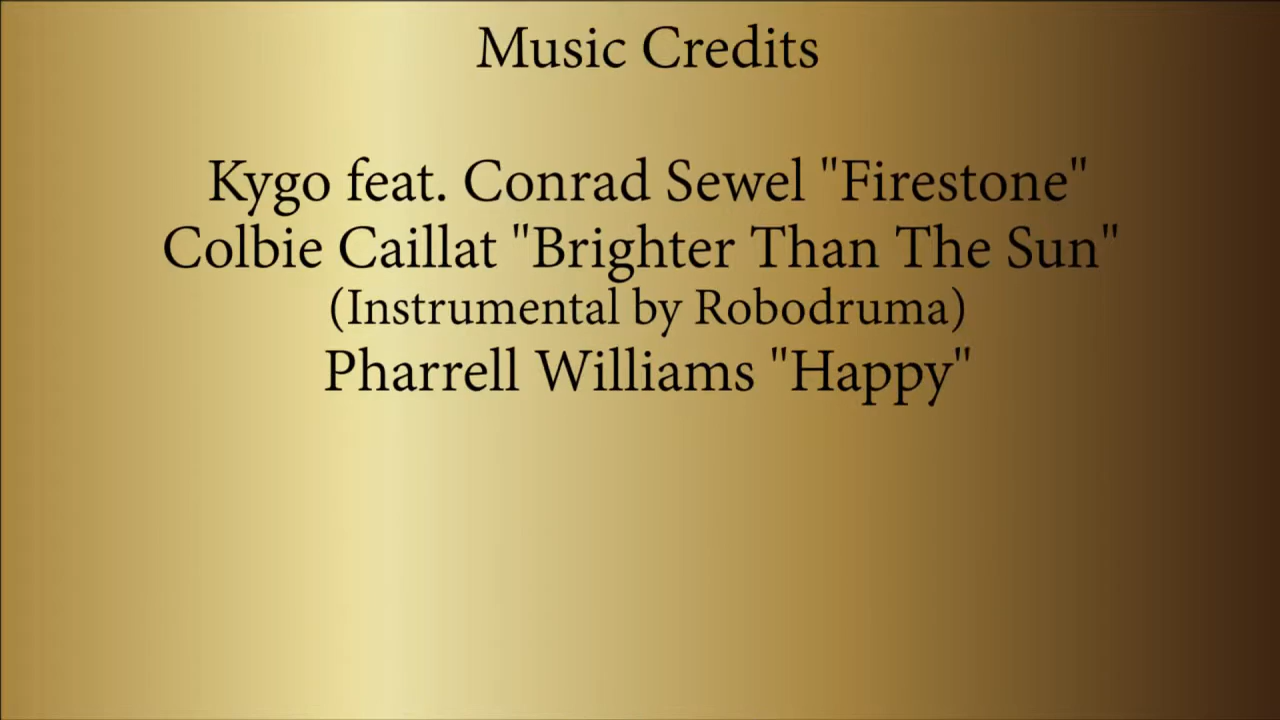 Music Credits
Kygo feat. Conrad Sewel "Firestone"
Colbie Caillat "Brighter Than The Sun"
(Instrumental by Robodruma)
Pharrell Williams "Happy"